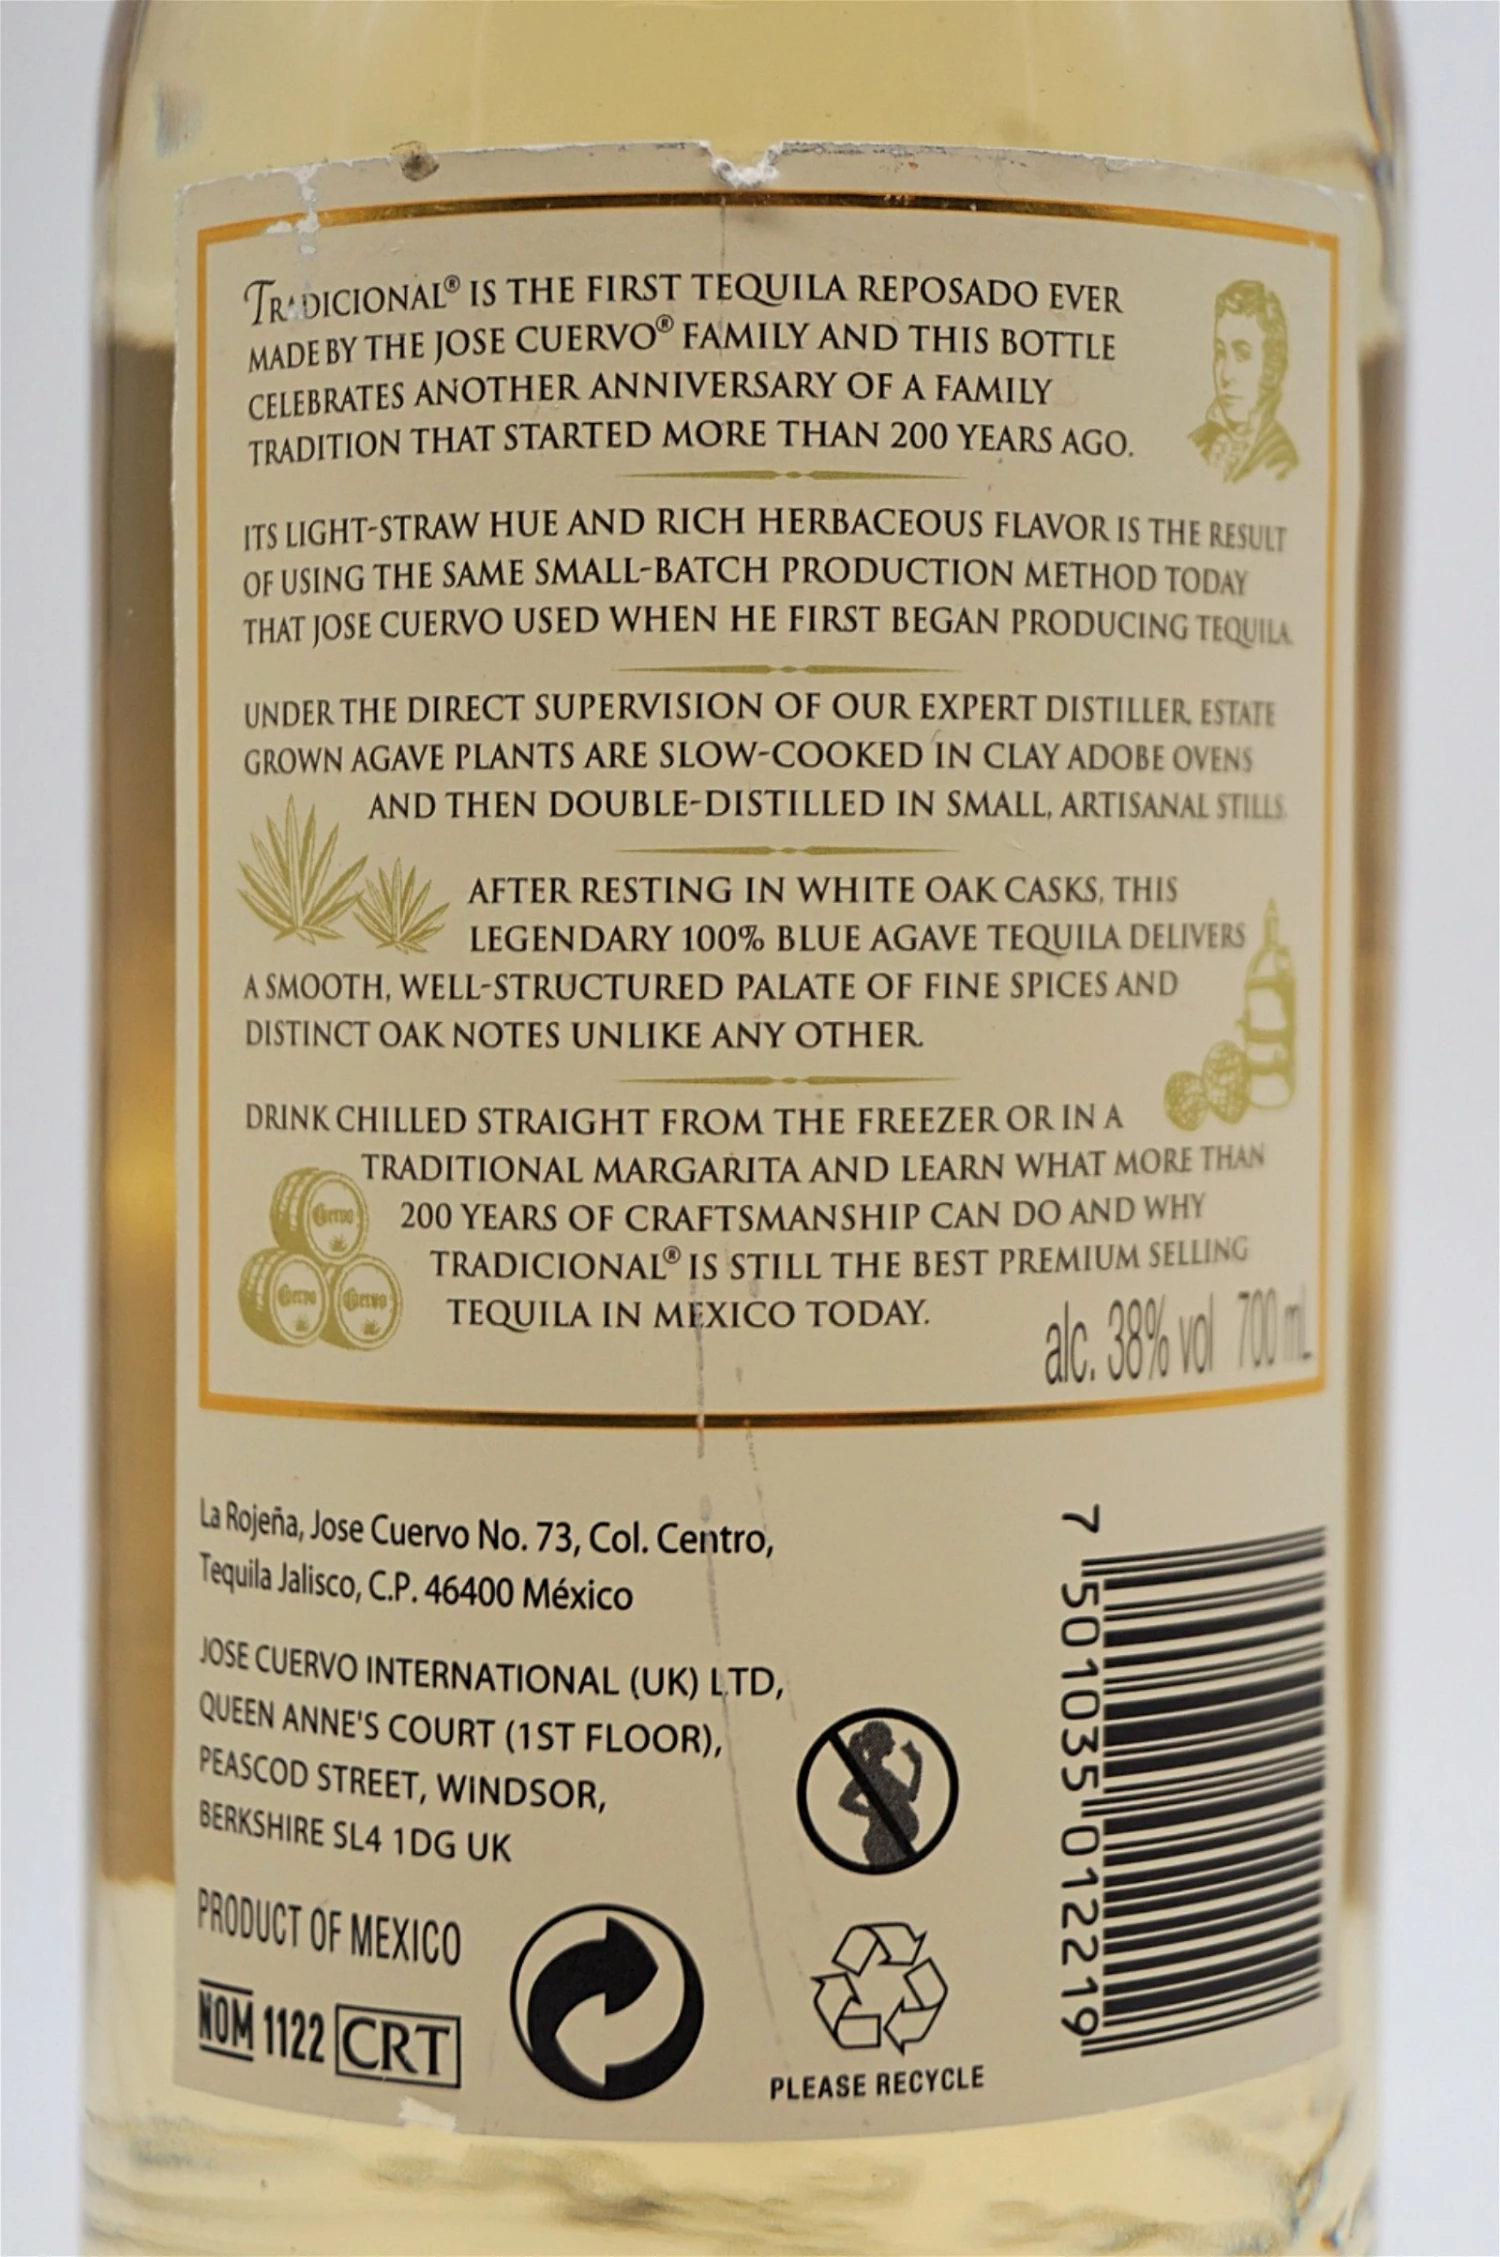 TRADICIONAL® IS THE FIRST TEQUILA REPOSADO EVER
MADE BY THE JOSE CUERVO® FAMILY AND THIS BOTTLE
CELEBRATES ANOTHER ANNIVERSARY OF A FAMILY
TRADITION THAT STARTED MORE THAN 200 YEARS AGO.
ITS LIGHT-STRAW HUE AND RICH HERBACEOUS FLAVOR IS THE RESULT
OF USING THE SAME SMALL-BATCH PRODUCTION METHOD TODAY
THAT JOSE CUERVO USED WHEN HE FIRST BEGAN PRODUCING TEQUILA.
UNDER THE DIRECT SUPERVISION OF OUR EXPERT DISTILLER, ESTATE
GROWN AGAVE PLANTS ARE SLOW-COOKED IN CLAY ADOBE OVENS
AND THEN DOUBLE-DISTILLED IN SMALL, ARTISANAL STILLS.
AFTER RESTING IN WHITE OAK CASKS, THIS
LEGENDARY 100% BLUE AGAVE TEQUILA DELIVERS
A SMOOTH, WELL-STRUCTURED PALATE OF FINE SPICES AND
DISTINCT OAK NOTES UNLIKE ANY OTHER.
DRINK CHILLED STRAIGHT FROM THE FREEZER OR IN A
TRADITIONAL MARGARITA AND LEARN WHAT MORE THAN
200 YEARS OF CRAFTSMANSHIP CAN DO AND WHY
TRADICIONAL® IS STILL THE BEST PREMIUM SELLING
TEQUILA IN MEXICO TODAY.
Cuervo
Cuervo Cuervo
alc. 38% vol 700 mL
La Rojeña, Jose Cuervo No. 73, Col. Centro,
Tequila Jalisco, C.P. 46400 México
JOSE CUERVO INTERNATIONAL (UK) LTD,
QUEEN ANNE'S COURT (1ST FLOOR),
PEASCOD STREET, WINDSOR,
BERKSHIRE SL4 1DG UK
PRODUCT OF MEXICO
NOM 1122 CRT
PLEASE RECYCLE
7 501035 012219